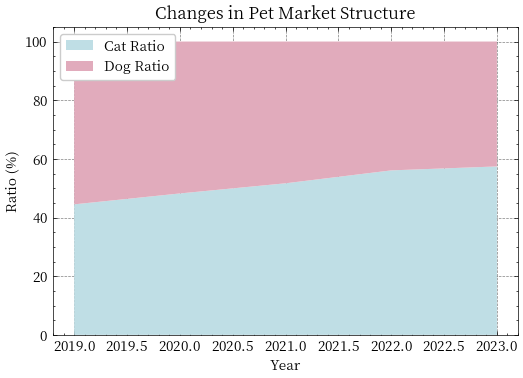 Changes in Pet Market Structure
Cat Ratio
Dog Ratio
100
80
60
40
20
0
Ratio (%)
2019.0 2019.5 2020.0 2020.5 2021.0 2021.5 2022.0 2022.5 2023.0
Year